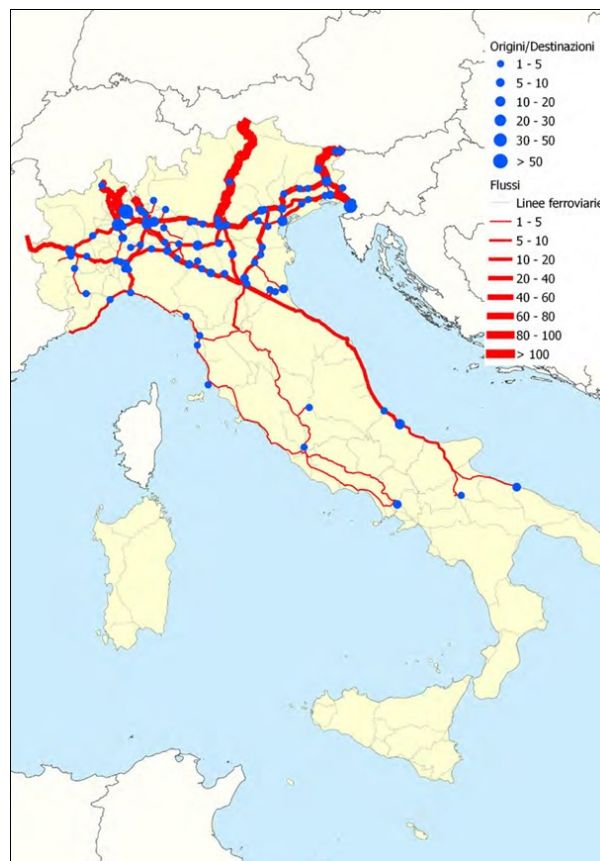 Origini/Destinazioni
1 - 5
5 - 10
10 - 20
20 - 30
30 - 50
> 50
Flussi
Linee ferroviarie
1 - 5
5 - 10
10 - 20
20 - 40
40 - 60
60 - 80
80 - 100
> 100